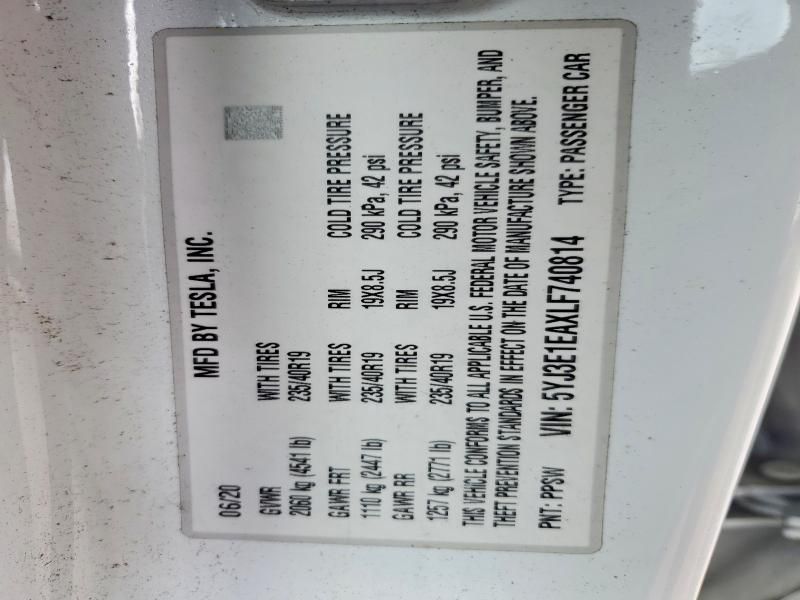 MFD BY TESLA, INC.
06/20
GVWR WITH TIRES
2060 kg (4541 lb) 235/40R19
GAWR FRT WITH TIRES RIM COLD TIRE PRESSURE
1110 kg (2447 lb) 235/40R19 19X8.5J 290 kPa, 42 psi
GAWR RR WITH TIRES RIM COLD TIRE PRESSURE
1257 kg (2771 lb) 235/40R19 19X8.5J 290 kPa, 42 psi
THIS VEHICLE CONFORMS TO ALL APPLICABLE U.S. FEDERAL MOTOR VEHICLE SAFETY, BUMPER, AND
THEFT PREVENTION STANDARDS IN EFFECT ON THE DATE OF MANUFACTURE SHOWN ABOVE.
PNT: PPSW VIN: 5YJ3E1EAXLF740814 TYPE: PASSENGER CAR